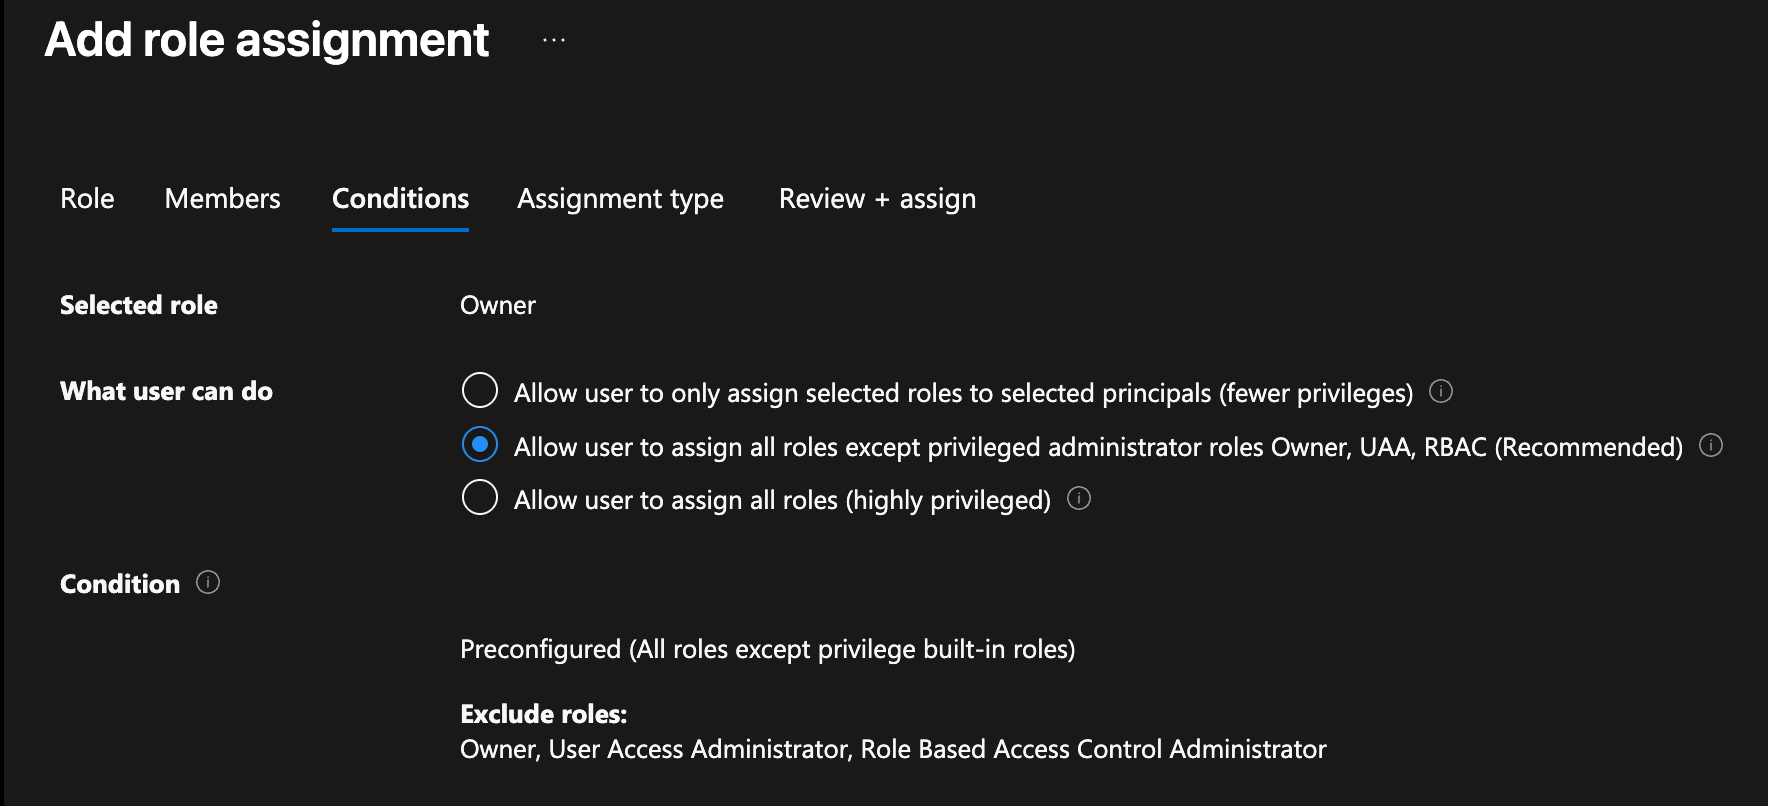 Add role assignment ...
Role Members Conditions Assignment type Review + assign
Selected role Owner
What user can do Allow user to only assign selected roles to selected principals (fewer privileges)
Allow user to assign all roles except privileged administrator roles Owner, UAA, RBAC (Recommended)
Allow user to assign all roles (highly privileged)
Condition
Preconfigured (All roles except privilege built-in roles)
Exclude roles:
Owner, User Access Administrator, Role Based Access Control Administrator